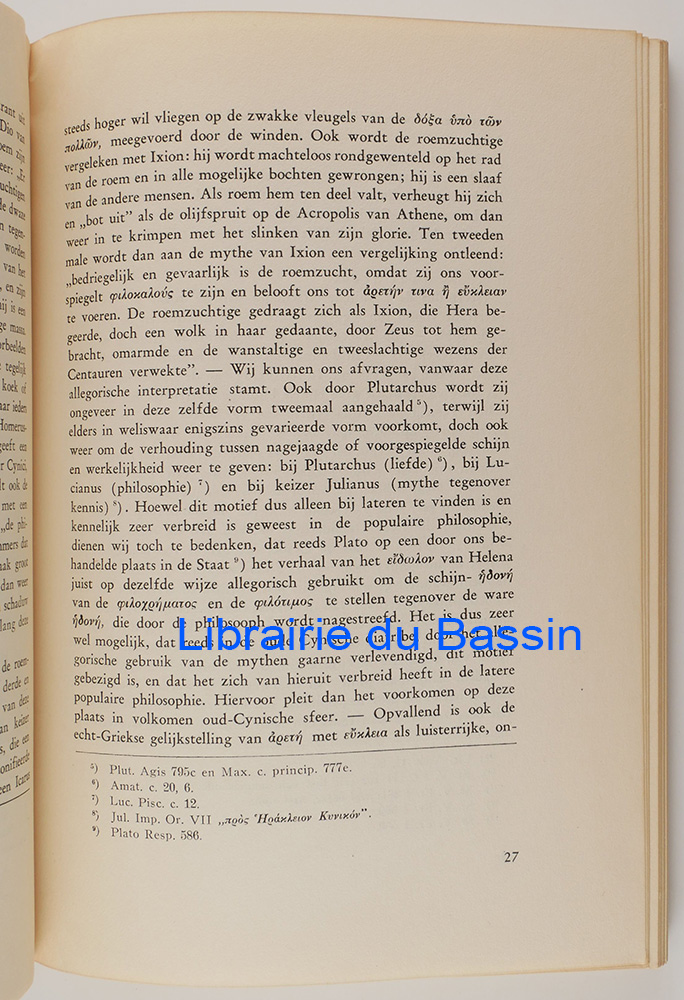 steeds hoger wil vliegen op de zwakke vleugels van de δόξα ὑπὸ τῶν
πολλῶν, meegevoerd door de winden. Ook wordt de roemzuchtige
vergeleken met Ixion: hij wordt machteloos rondgewenteld op het rad
van de roem en in alle mogelijke bochten gewrongen; hij is een slaaf
van de andere mensen. Als roem hem ten deel valt, verheugt hij zich
en „bot uit” als de olijfspruit op de Acropolis van Athene, om dan
weer in te krimpen met het slinken van zijn glorie. Ten tweeden
male wordt dan aan de mythe van Ixion een vergelijking ontleend:
„bedriegelijk en gevaarlijk is de roemzucht, omdat zij ons voor-
spiegelt φιλοκαλούς te zijn en belooft ons tot ἀρετήν τινα ἢ εὔκλειαν
te voeren. De roemzuchtige gedraagt zich als Ixion, die Hera be-
geerde, doch een wolk in haar gedaante, door Zeus tot hem ge-
bracht, omarmde en de wanstaltige en tweeslachtige wezens der
Centauren verwekte”. — Wij kunnen ons afvragen, vanwaar deze
allegorische interpretatie stamt. Ook door Plutarchus wordt zij
ongeveer in deze zelfde vorm tweemaal aangehaald ⁵), terwijl zij
elders in weliswaar enigszins gevarieerde vorm voorkomt, doch ook
weer om de verhouding tussen nagejaagde of voorgespiegelde schijn
en werkelijkheid weer te geven: bij Plutarchus (liefde) ⁶), bij Lu-
cianus (philosophie) ⁷) en bij keizer Julianus (mythe tegenover
kennis) ⁸). Hoewel dit motief dus alleen bij lateren te vinden is en
kennelijk zeer verbreid is geweest in de populaire philosophie,
dienen wij toch te bedenken, dat reeds Plato op een door ons be-
handelde plaats in de Staat ⁹) het verhaal van het εἴδωλον van Helena
juist op dezelfde wijze allegorisch gebruikt om de schijn- ἡδονή
van de φιλοχρήματος en de φιλότιμος te stellen tegenover de ware
ἡδονή, die door de philosooph wordt nagestreefd. Het is dus zeer
wel mogelijk, dat reeds in de oude Cynische diatribe, door het alle-
gorische gebruik van de mythen gaarne verlevendigd, dit motief
gebezigd is, en dat het zich van hieruit verbreid heeft in de latere
populaire philosophie. Hiervoor pleit dan het voorkomen op deze
plaats in volkomen oud-Cynische sfeer. — Opvallend is ook de
echt-Griekse gelijkstelling van ἀρετή met εὔκλεια als luisterrijke, on-
⁵) Plut. Agis 795c en Max. c. princip. 777e.
⁶) Amat. c. 20, 6.
⁷) Luc. Pisc. c. 12.
⁸) Jul. Imp. Or. VII „πρὸς Ἡράκλειον Κυνικόν”.
⁹) Plato Resp. 586.
27
Librairie du Bassin